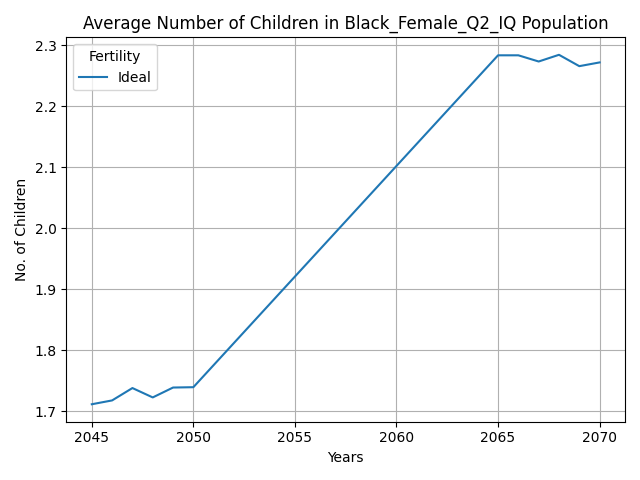 Average Number of Children in Black_Female_Q2_IQ Population
Fertility
Ideal
No. of Children
2.3
2.2
2.1
2.0
1.9
1.8
1.7
2045 2050 2055 2060 2065 2070
Years